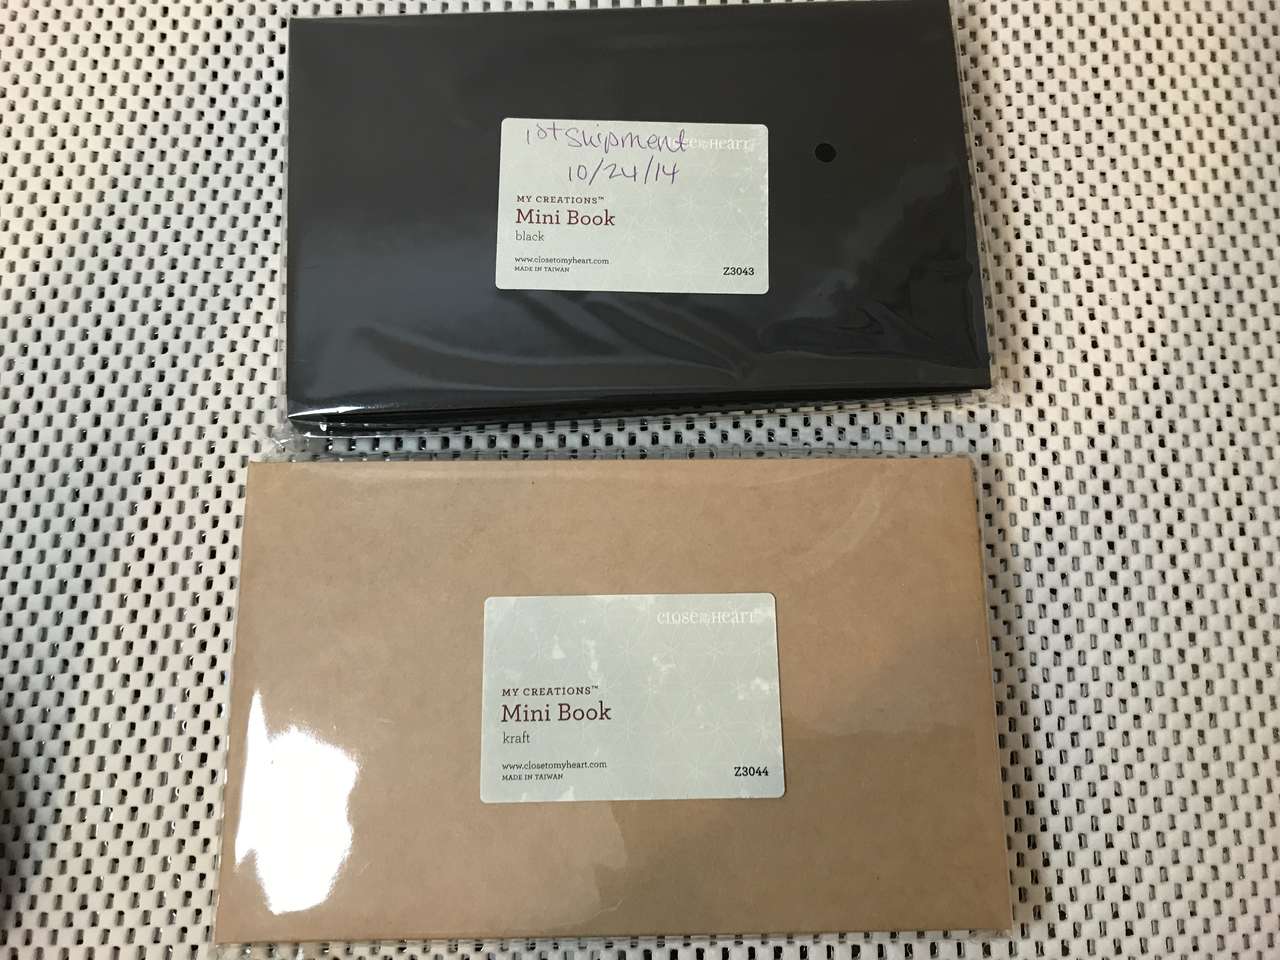 1st shipment
10/24/14
MY CREATIONS™
Mini Book
black
www.closetomyheart.com
MADE IN TAIWAN
Z3043
CLOSE TO MY HEART
MY CREATIONS™
Mini Book
kraft
www.closetomyheart.com
MADE IN TAIWAN
Z3044